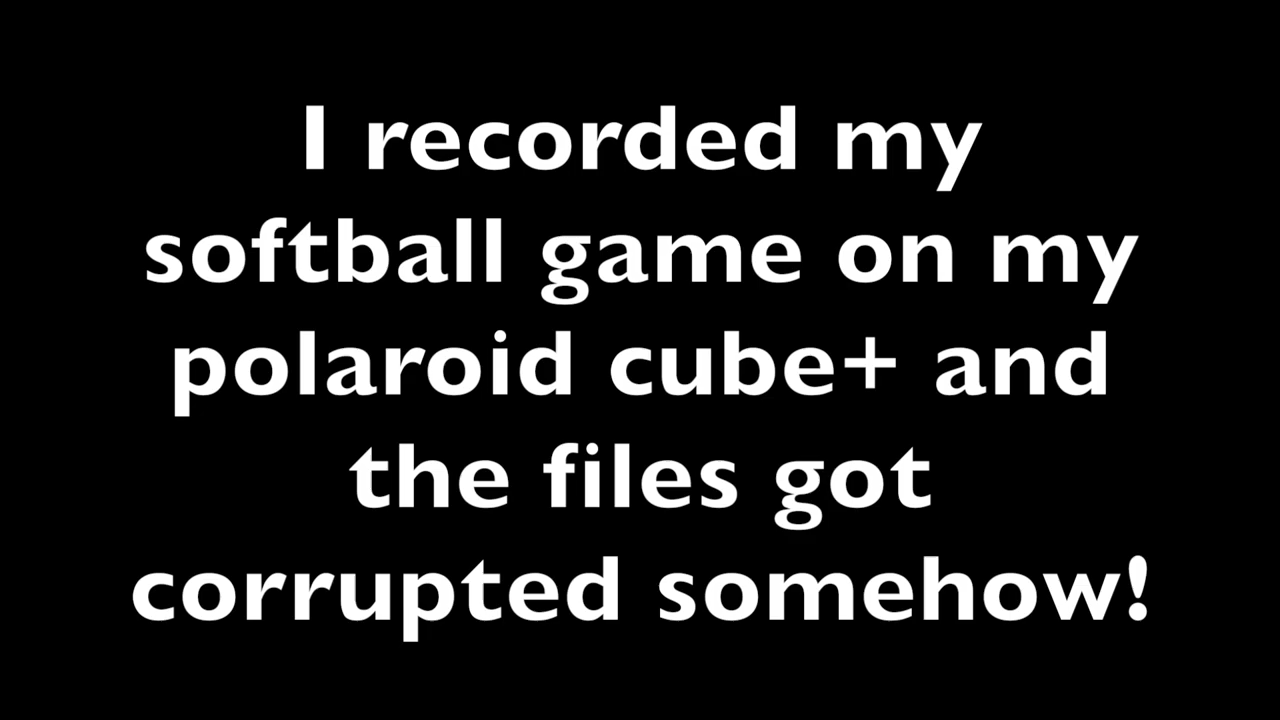 I recorded my
softball game on my
polaroid cube+ and
the files got
corrupted somehow!